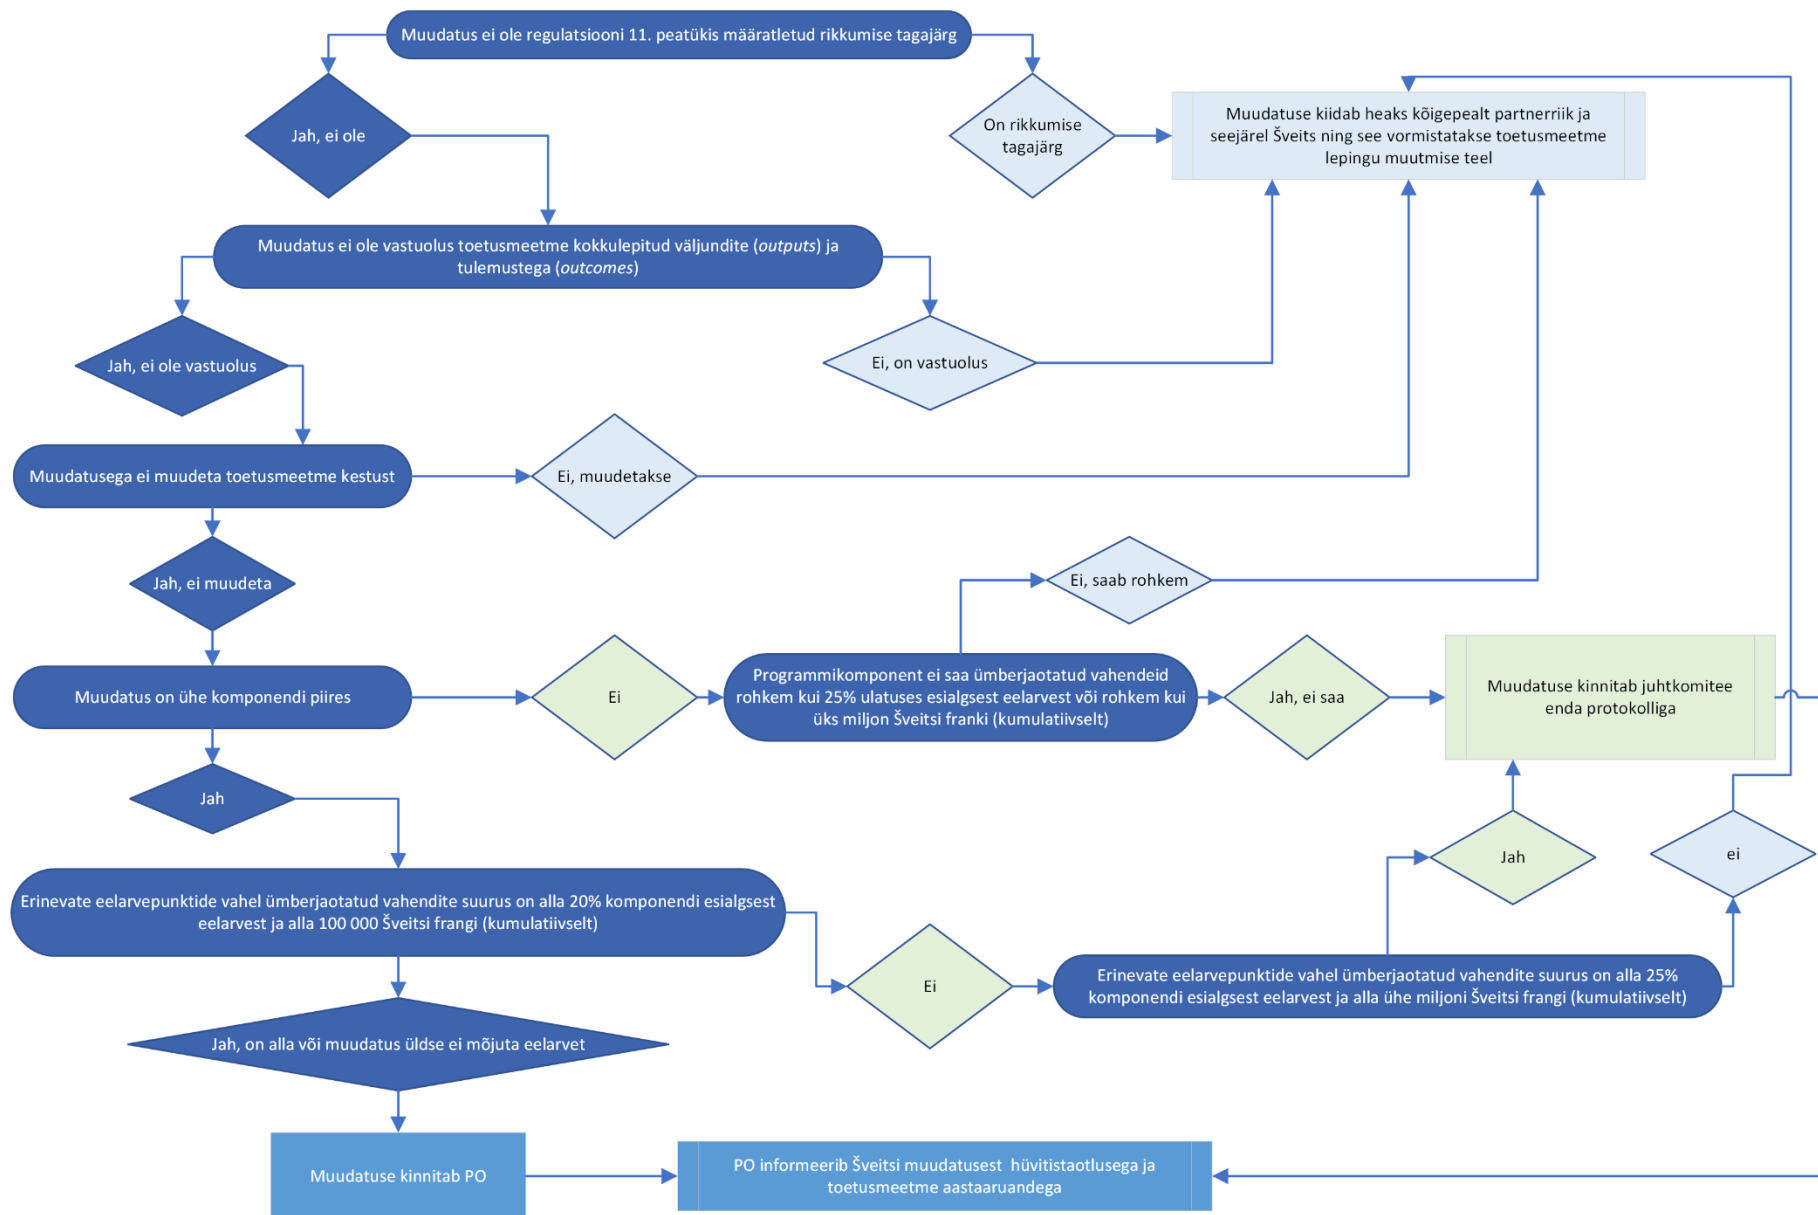 Muudatus ei ole regulatsiooni 11. peatükis määratletud rikkumise tagajärg
Jah, ei ole
On rikkumise
tagajärg
Muudatuse kiidab heaks kõigepealt partnerriik ja
seejärel Šveits ning see vormistatakse toetusmeetme
lepingu muutmise teel
Muudatus ei ole vastuolus toetusmeetme kokkulepitud väljundite (outputs) ja
tulemustega (outcomes)
Jah, ei ole vastuolus
Ei, on vastuolus
Muudatusega ei muudeta toetusmeetme kestust
Ei, muudetakse
Jah, ei muudeta
Ei, saab rohkem
Muudatus on ühe komponendi piires
Ei
Programmikomponent ei saa ümberjaotatud vahendeid
rohkem kui 25% ulatuses esialgsest eelarvest või rohkem kui
üks miljon Šveitsi franki (kumulatiivselt)
Jah, ei saa
Muudatuse kinnitab juhtkomitee
enda protokolliga
Jah
Jah
ei
Erinevate eelarvepunktide vahel ümberjaotatud vahendite suurus on alla 20% komponendi esialgsest
eelarvest ja alla 100 000 Šveitsi frangi (kumulatiivselt)
Ei
Erinevate eelarvepunktide vahel ümberjaotatud vahendite suurus on alla 25%
komponendi esialgsest eelarvest ja alla ühe miljoni Šveitsi frangi (kumulatiivselt)
Jah, on alla või muudatus üldse ei mõjuta eelarvet
Muudatuse kinnitab PO
PO informeerib Šveitsi muudatusest hüvitistaotlusega ja
toetusmeetme aastaaruandega